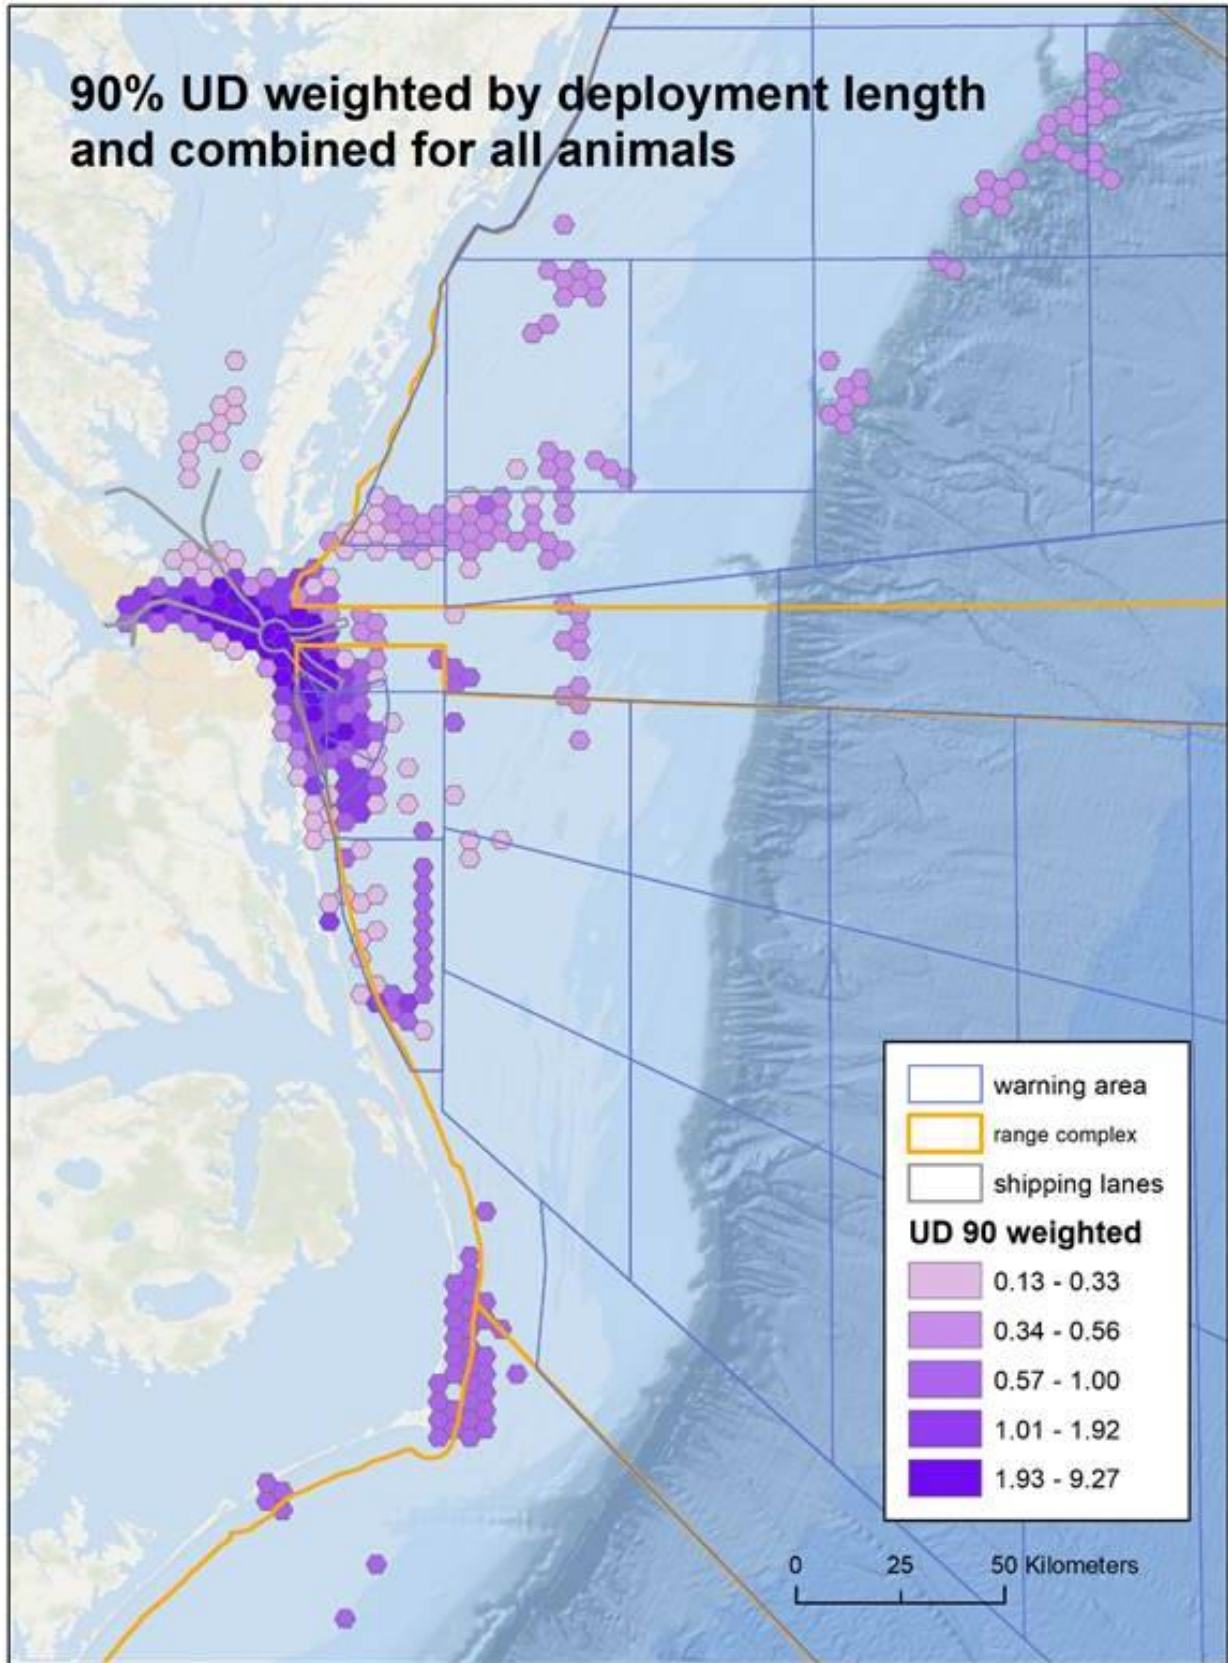 90% UD weighted by deployment length
and combined for all animals
warning area
range complex
shipping lanes
UD 90 weighted
0.13 - 0.33
0.34 - 0.56
0.57 - 1.00
1.01 - 1.92
1.93 - 9.27
0 25 50 Kilometers